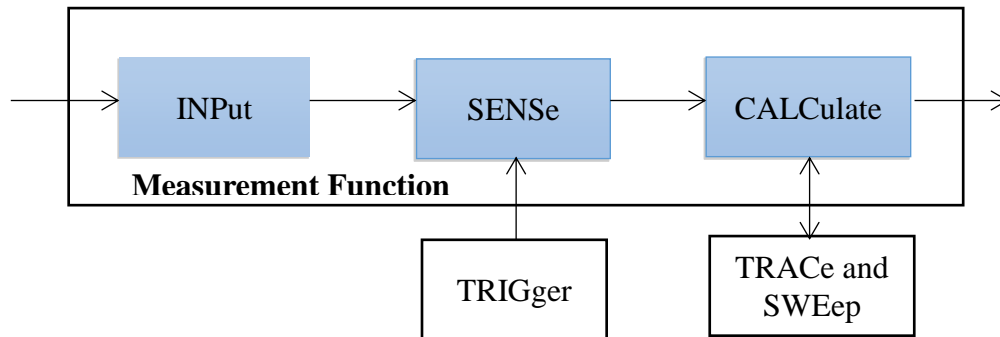 INPut
SENSe
CALCulate
Measurement Function
TRIGger
TRACe and
SWEep